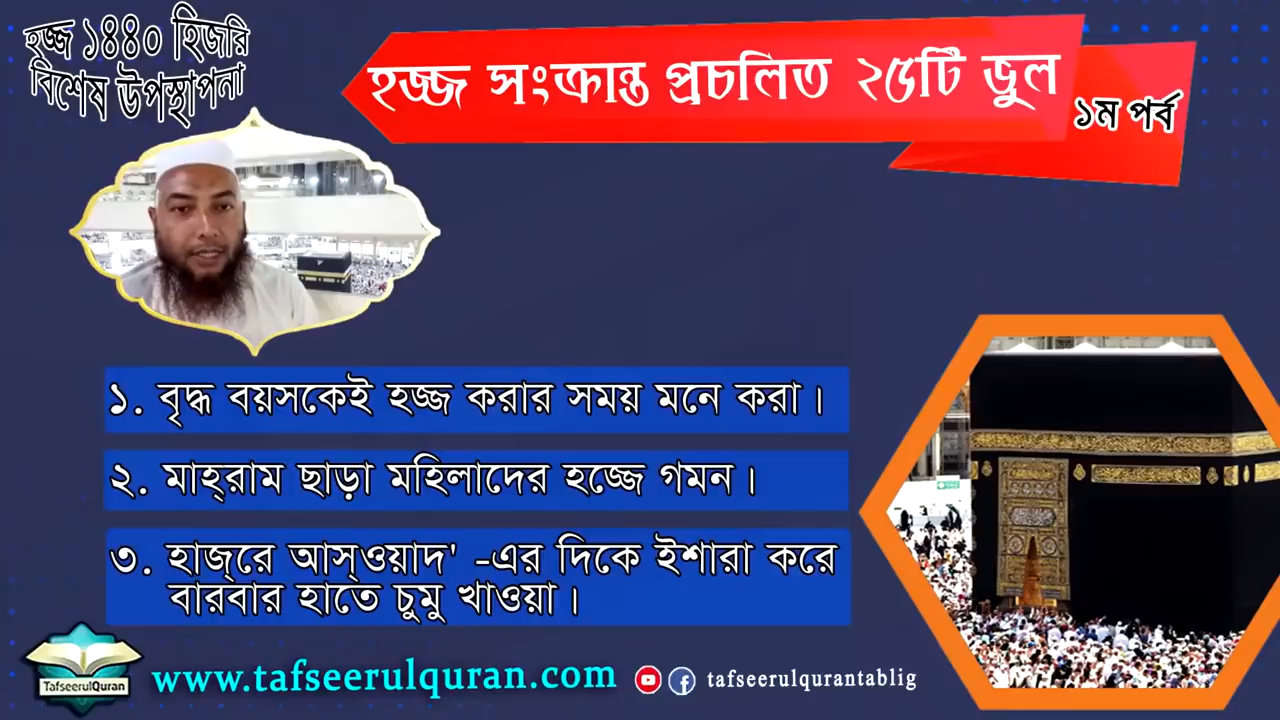 হজ্জ ১৪৪০ হিজরি
বিশেষ উপস্থাপনা
হজ্জ সংক্রান্ত প্রচলিত ২৫টি ভুল
১ম পর্ব
১. বৃদ্ধ বয়সকেই হজ্জ করার সময় মনে করা।
২. মাহ্‌রাম ছাড়া মহিলাদের হজ্জে গমন।
৩. হাজ্‌রে আস্‌ওয়াদ' -এর দিকে ইশারা করে
বারবার হাতে চুমু খাওয়া।
TafseerulQuran
www.tafseerulquran.com
tafseerulqurantablig